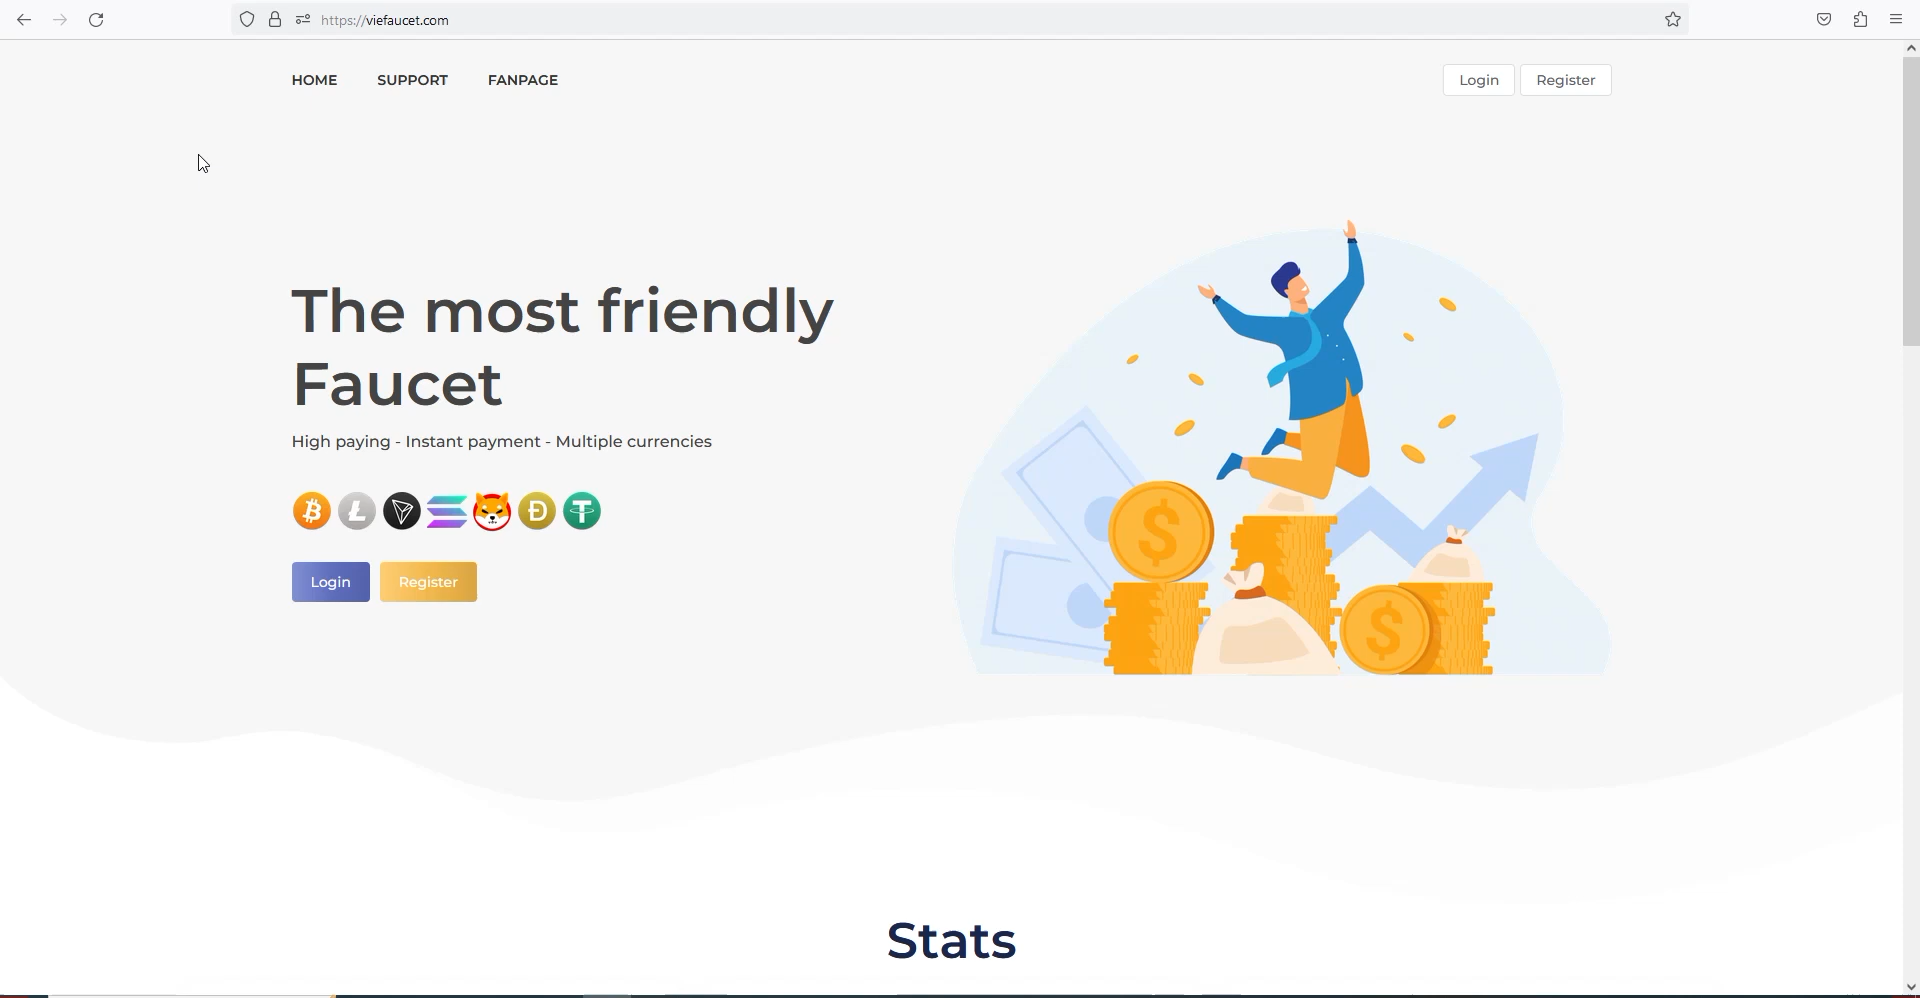 https://viefaucet.com
HOME SUPPORT FANPAGE Login Register
The most friendly
Faucet
High paying - Instant payment - Multiple currencies
Login Register
Stats